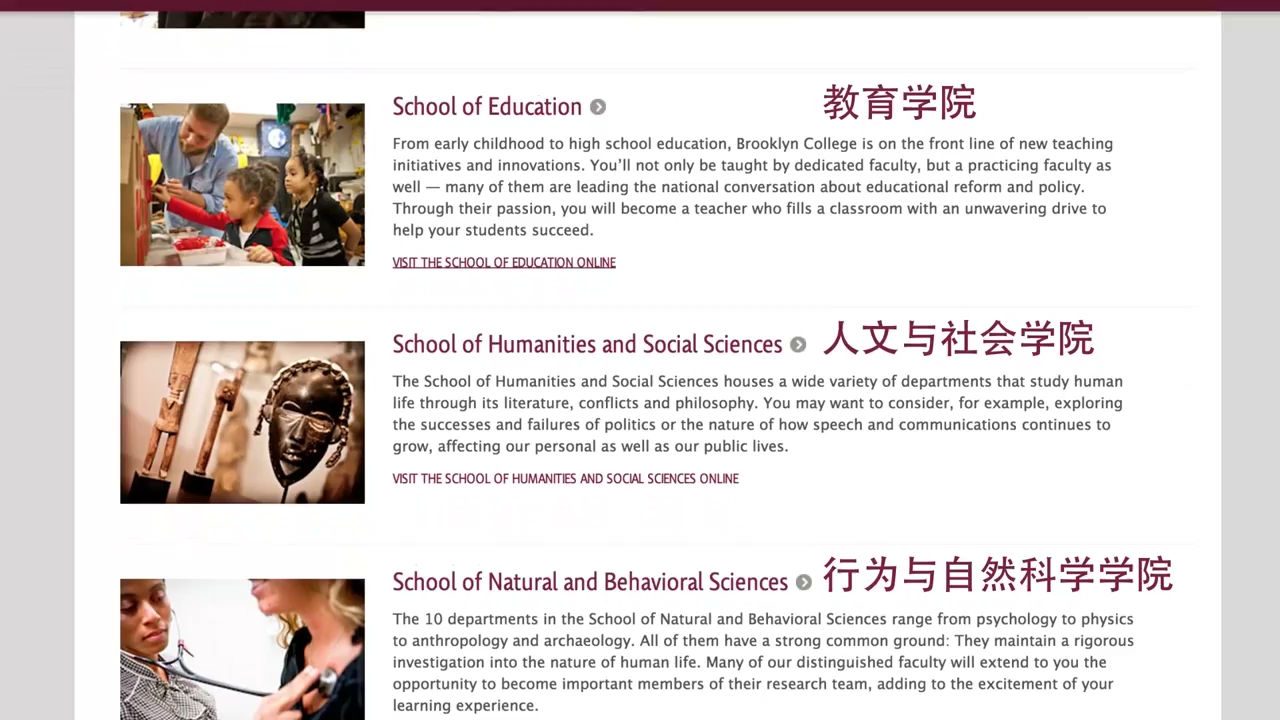 School of Education 教育学院
From early childhood to high school education, Brooklyn College is on the front line of new teaching
initiatives and innovations. You’ll not only be taught by dedicated faculty, but a practicing faculty as
well — many of them are leading the national conversation about educational reform and policy.
Through their passion, you will become a teacher who fills a classroom with an unwavering drive to
help your students succeed.
VISIT THE SCHOOL OF EDUCATION ONLINE
School of Humanities and Social Sciences 人文与社会学院
The School of Humanities and Social Sciences houses a wide variety of departments that study human
life through its literature, conflicts and philosophy. You may want to consider, for example, exploring
the successes and failures of politics or the nature of how speech and communications continues to
grow, affecting our personal as well as our public lives.
VISIT THE SCHOOL OF HUMANITIES AND SOCIAL SCIENCES ONLINE
School of Natural and Behavioral Sciences 行为与自然科学学院
The 10 departments in the School of Natural and Behavioral Sciences range from psychology to physics
to anthropology and archaeology. All of them have a strong common ground: They maintain a rigorous
investigation into the nature of human life. Many of our distinguished faculty will extend to you the
opportunity to become important members of their research team, adding to the excitement of your
learning experience.